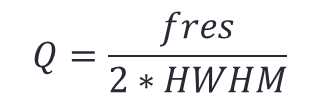 Q = fres / 2 * HWHM